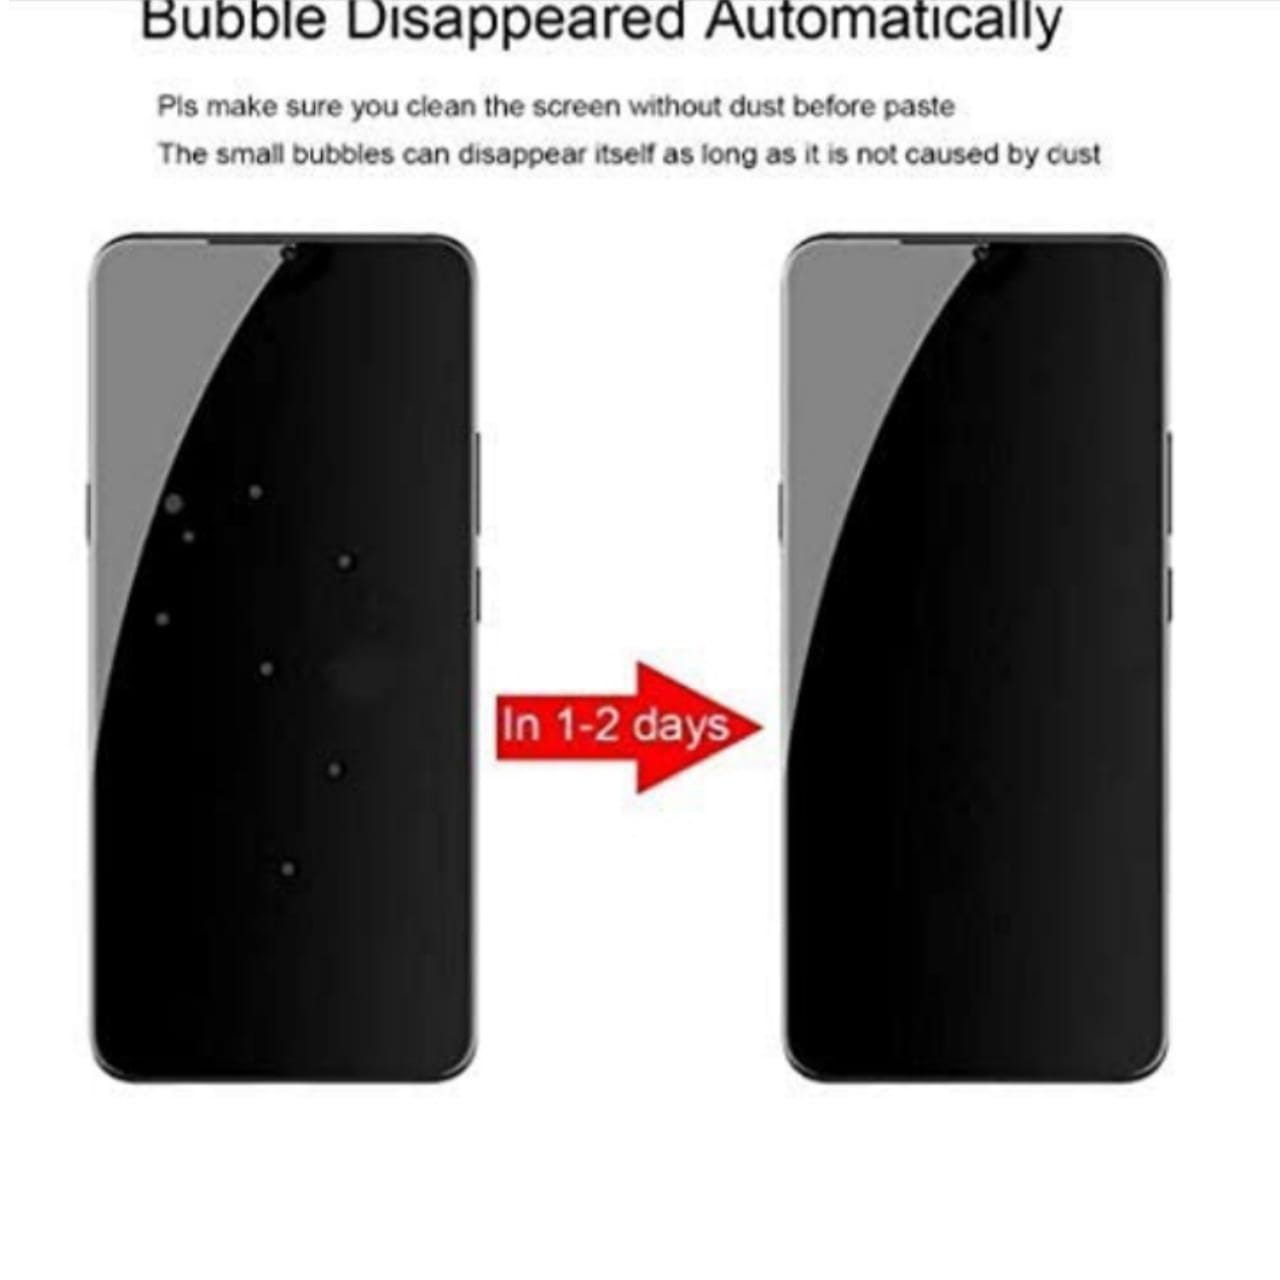 Bubble Disappeared Automatically
Pls make sure you clean the screen without dust before paste
The small bubbles can disappear itself as long as it is not caused by dust
In 1-2 days